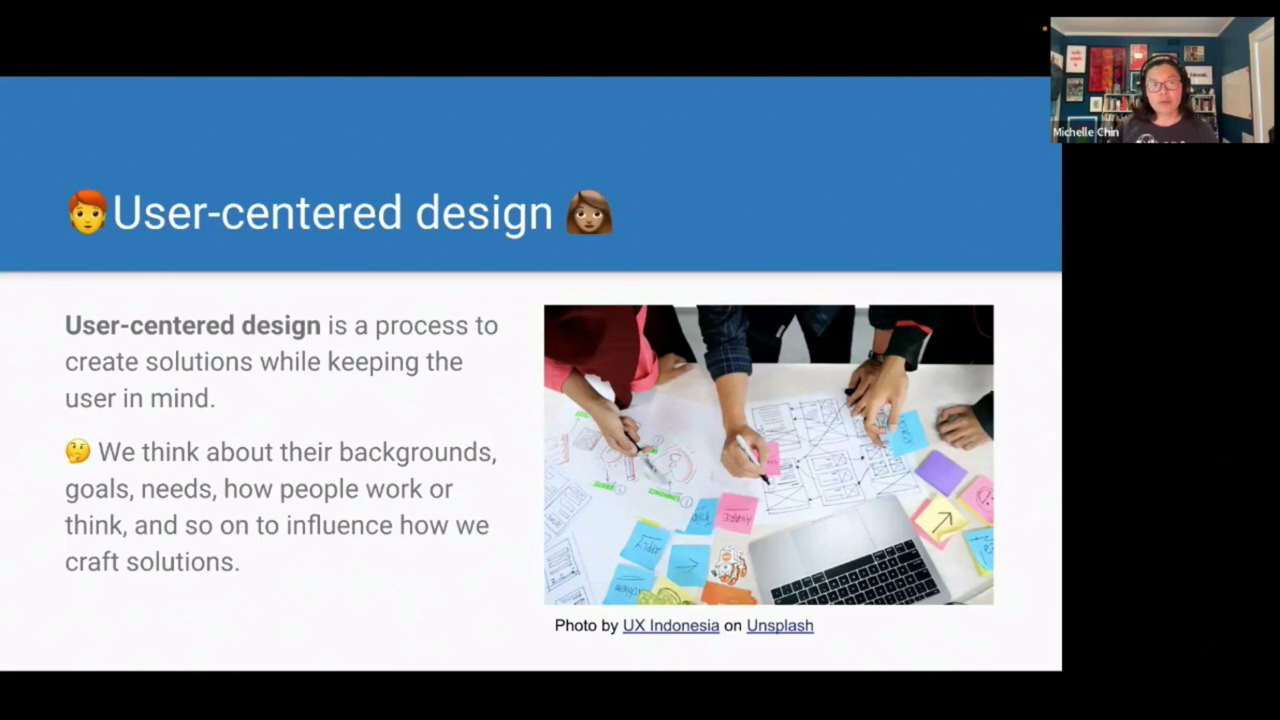 Michelle Chin
🧑‍🦰User-centered design 👩🏽
User-centered design is a process to
create solutions while keeping the
user in mind.
🤔 We think about their backgrounds,
goals, needs, how people work or
think, and so on to influence how we
craft solutions.
Photo by UX Indonesia on Unsplash